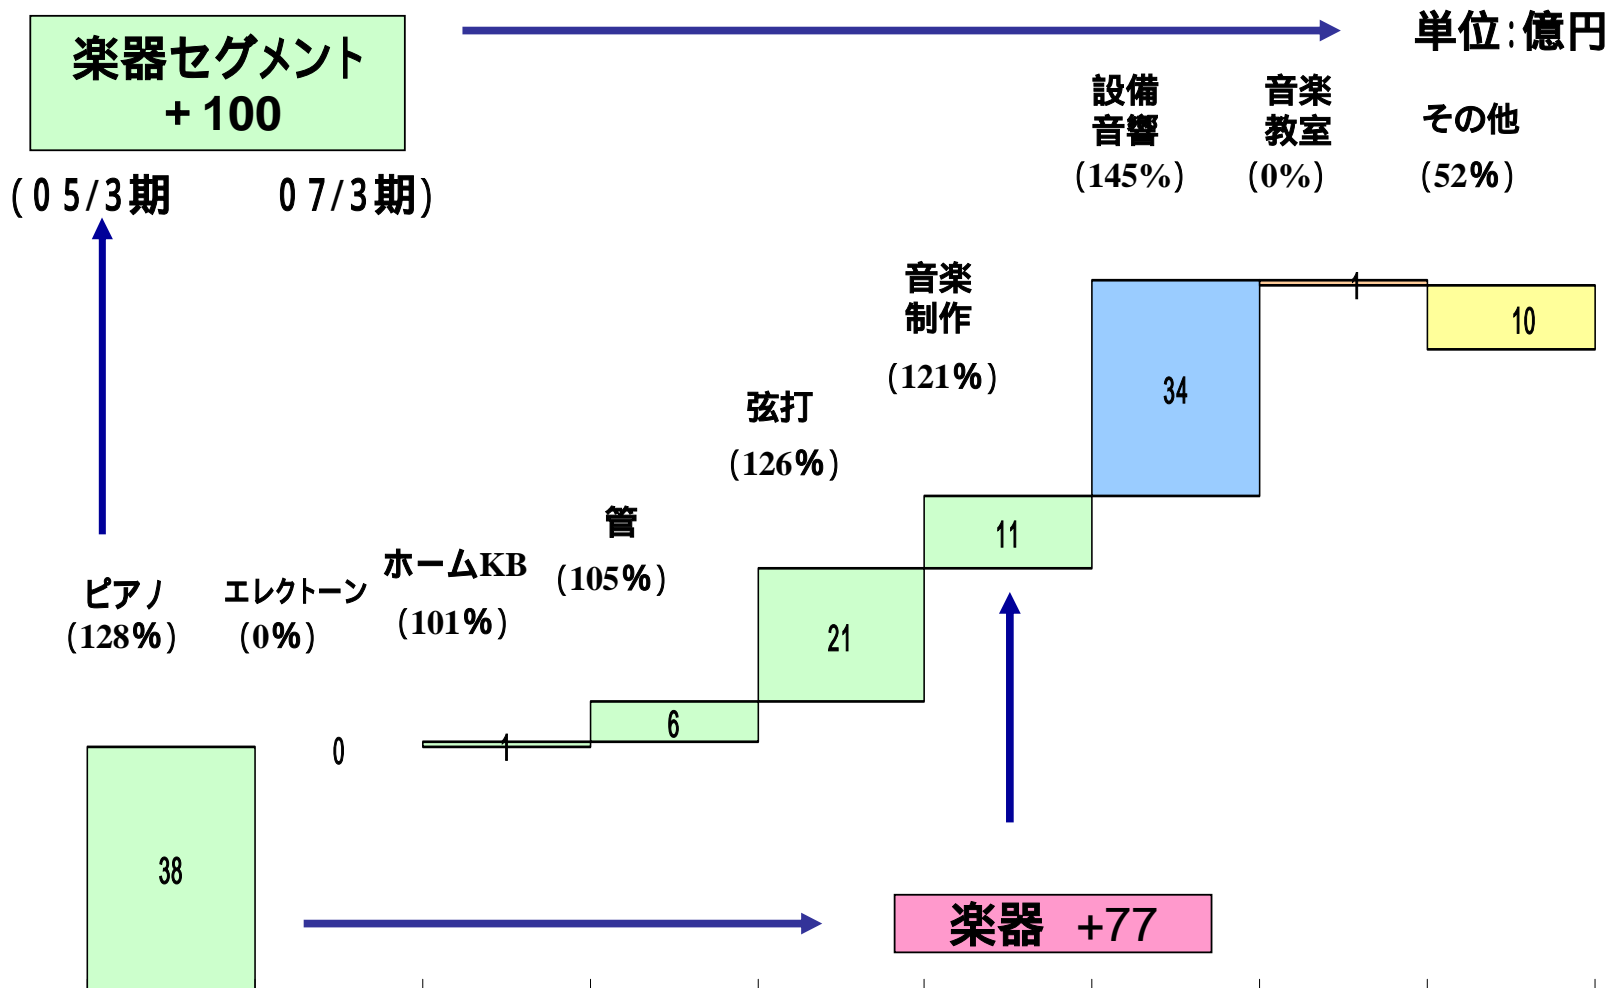 楽器セグメント
+ 100
(０５/3期　　０７/3期)
単位:億円
設備
音響
(145%)
音楽
教室
(0%)
その他
(52%)
音楽
制作
(121%)
弦打
(126%)
管
(105%)
ホームKB
(101%)
エレクトーン
(0%)
ピアノ
(128%)
38
0
1
6
21
11
34
1
10
楽器　+77